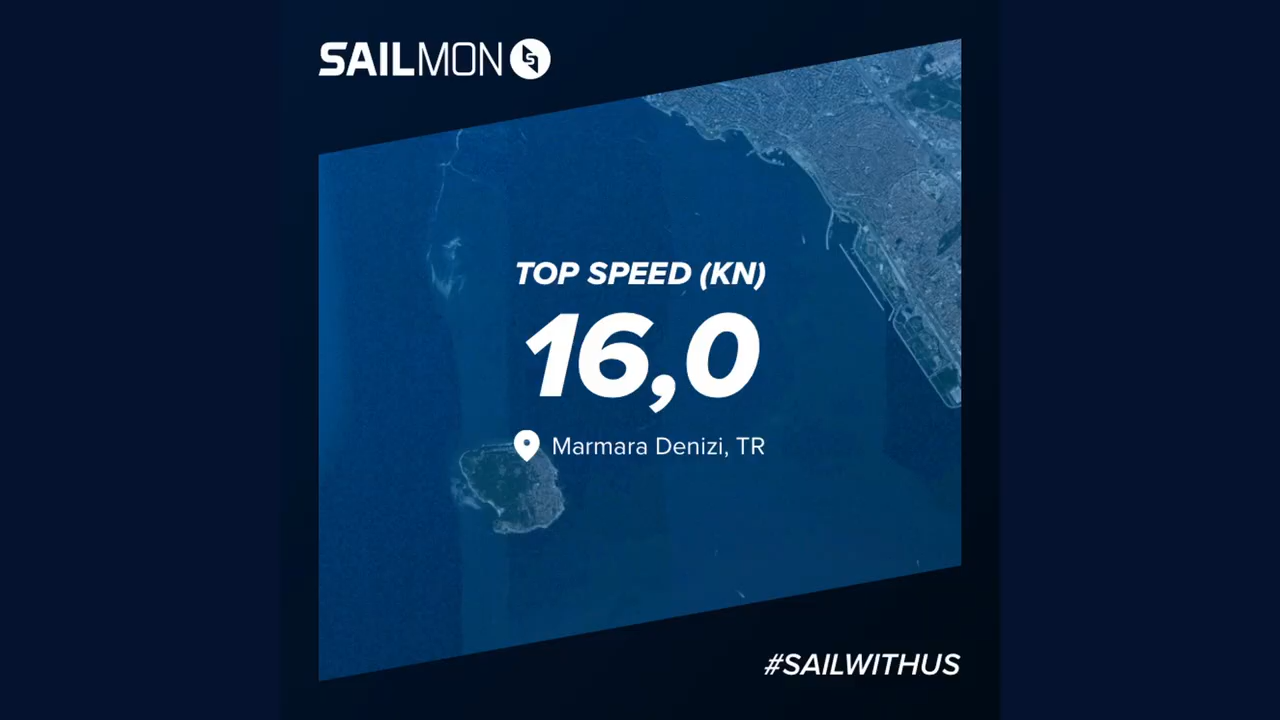 SAILMON
TOP SPEED (KN)
16,0
Marmara Denizi, TR
#SAILWITHUS